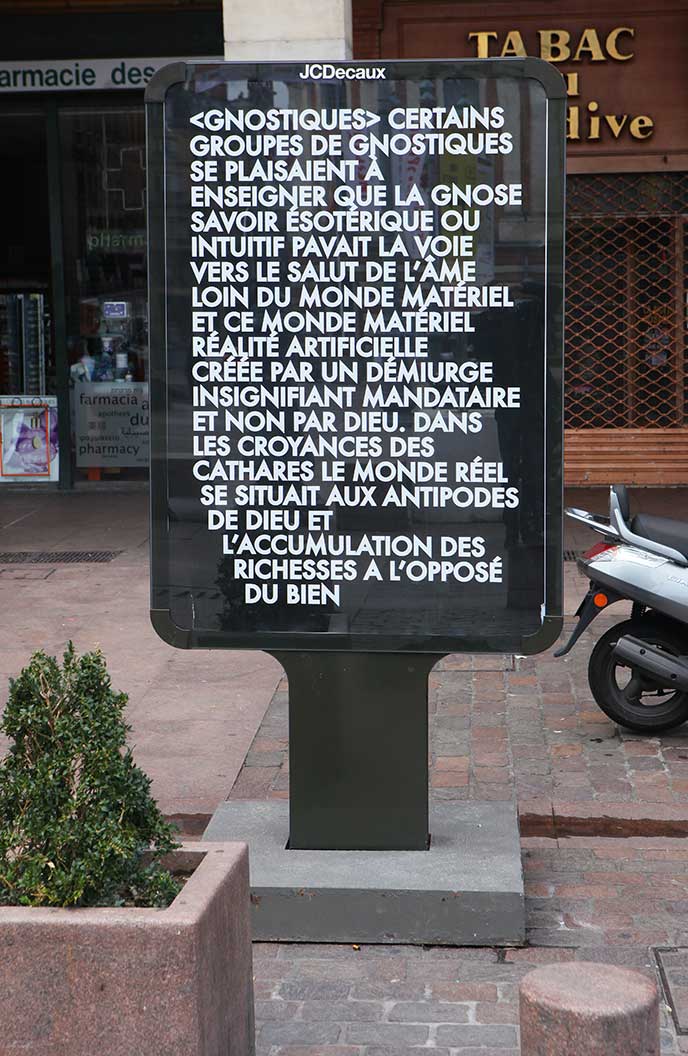 armacie des
TABAC
dive
JCDecaux
<GNOSTIQUES> CERTAINS
GROUPES DE GNOSTIQUES
SE PLAISAIENT À
ENSEIGNER QUE LA GNOSE
SAVOIR ÉSOTÉRIQUE OU
INTUITIF PAVAIT LA VOIE
VERS LE SALUT DE L'ÂME
LOIN DU MONDE MATÉRIEL
ET CE MONDE MATÉRIEL
RÉALITÉ ARTIFICIELLE
CRÉÉE PAR UN DÉMIURGE
INSIGNIFIANT MANDATAIRE
ET NON PAR DIEU. DANS
LES CROYANCES DES
CATHARES LE MONDE RÉEL
SE SITUAIT AUX ANTIPODES
DE DIEU ET
L'ACCUMULATION DES
RICHESSES A L'OPPOSÉ
DU BIEN
farmacia
apotheke
du
pharmacy